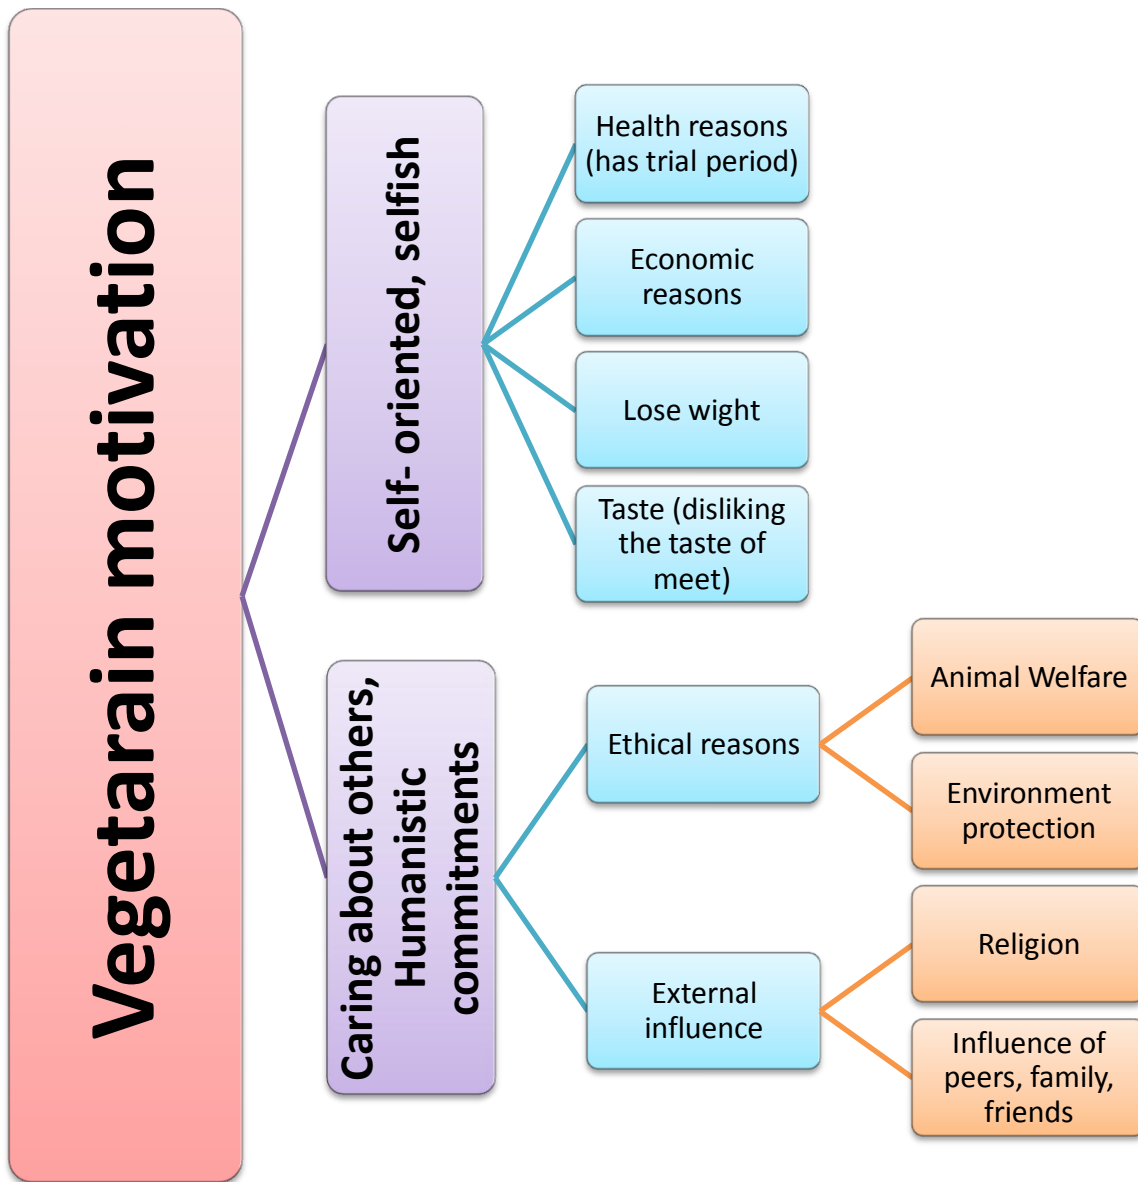 Vegetarain motivation
Self- oriented, selfish
Health reasons
(has trial period)
Economic
reasons
Lose wight
Taste (disliking
the taste of
meet)
Caring about others,
Humanistic
commitments
Ethical reasons
Animal Welfare
Environment
protection
External
influence
Religion
Influence of
peers, family,
friends